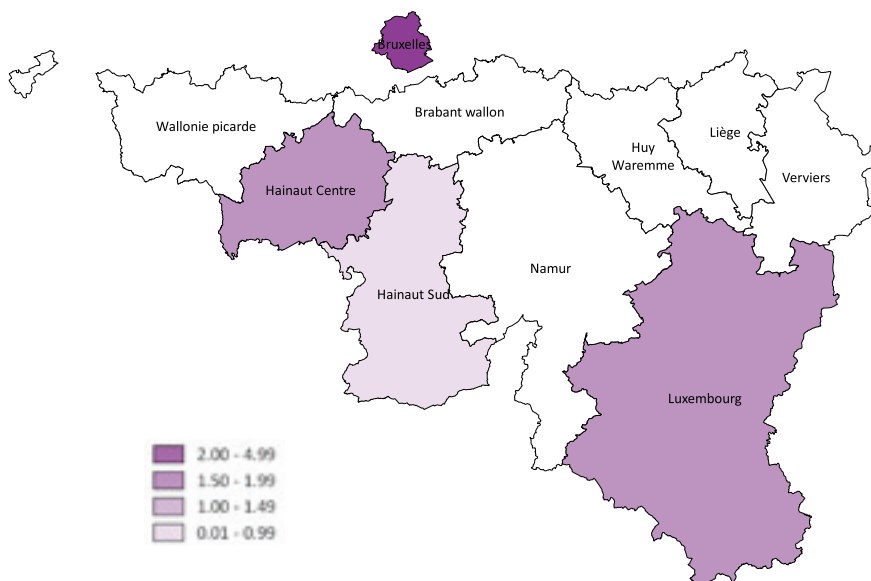 Bruxelles
Brabant wallon
Wallonie picarde
Liège
Huy
Waremme
Verviers
Hainaut Centre
Namur
Hainaut Sud
Luxembourg
2.00 - 4.99
1.50 - 1.99
1.00 - 1.49
0.01 - 0.99